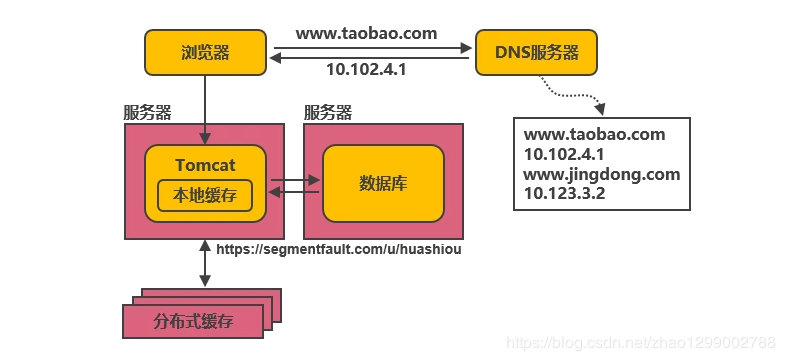 www.taobao.com
浏览器
DNS服务器
10.102.4.1
服务器
服务器
www.taobao.com
10.102.4.1
www.jingdong.com
10.123.3.2
Tomcat
本地缓存
数据库
https://segmentfault.com/u/huashiou
分布式缓存
https://blog.csdn.net/zhao1299002788